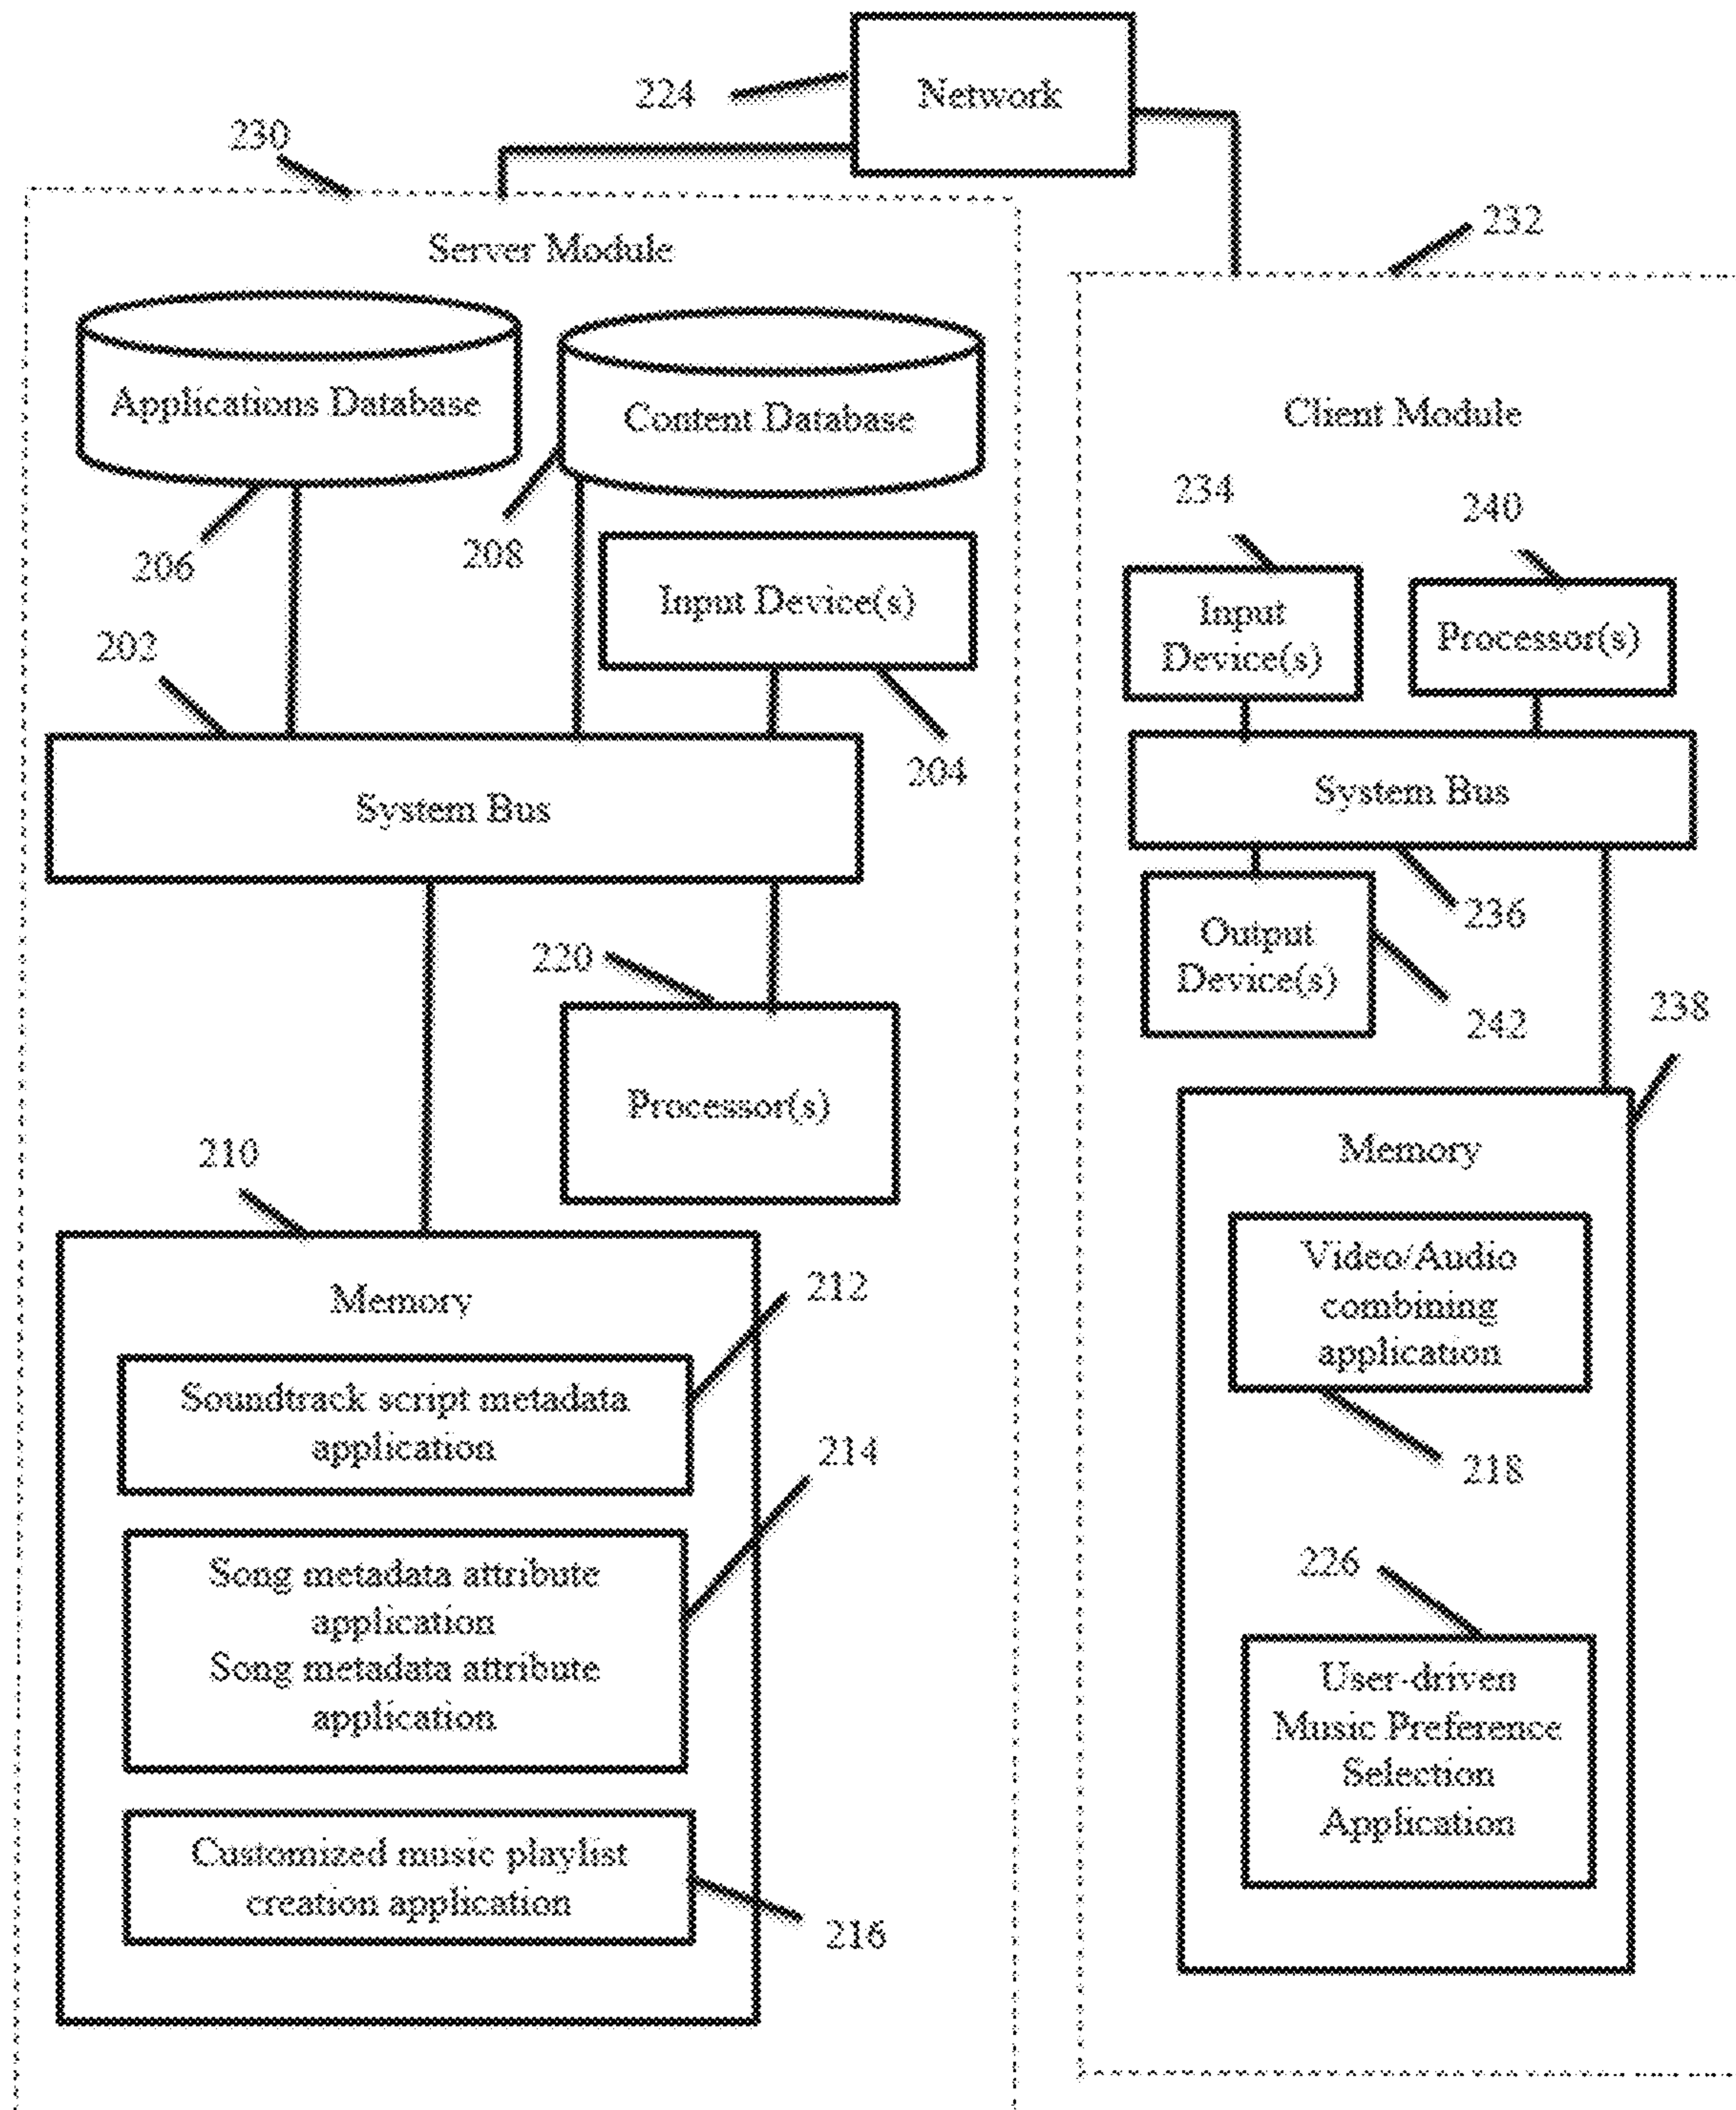 Network
224
230
232
Server Module
Applications Database
Content Database
206
208
Input Device(s)
204
202
System Bus
220
Processor(s)
210
Memory
212
Soundtrack script metadata
application
214
Song metadata attribute
application
Song metadata attribute
application
Customized music playlist
creation application
216
Client Module
234
240
Input
Device(s)
Processor(s)
System Bus
236
Output
Device(s)
242
238
Memory
Video/Audio
combining
application
218
226
User-driven
Music Preference
Selection
Application